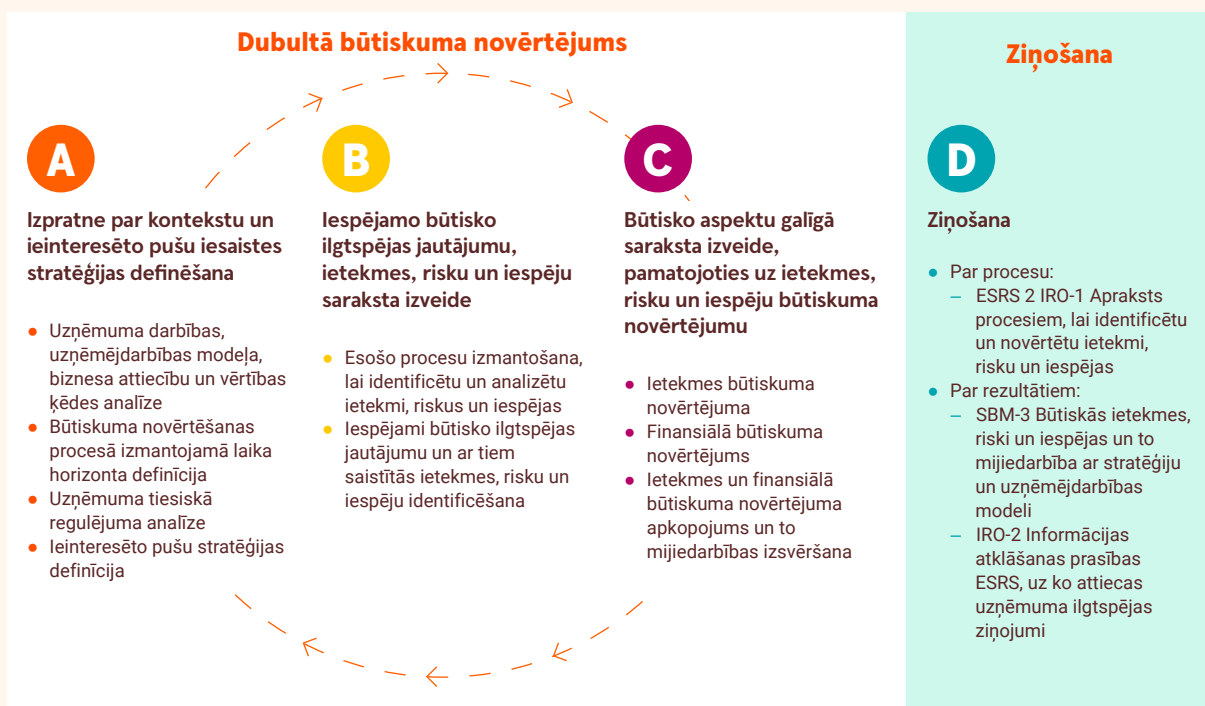 Dubultā būtiskuma novērtējums
A
Izpratne par kontekstu un
ieinteresēto pušu iesaistes
stratēģijas definēšana
● Uzņēmuma darbības,
uzņēmējdarbības modeļa,
biznesa attiecību un vērtības
ķēdes analīze
● Būtiskuma novērtēšanas
procesā izmantojamā laika
horizonta definīcija
● Uzņēmuma tiesiskā
regulējuma analīze
● Ieinteresēto pušu stratēģijas
definīcija
B
Iespējamo būtisko
ilgtspējas jautājumu,
ietekmes, risku un iespēju
saraksta izveide
● Esošo procesu izmantošana,
lai identificētu un analizētu
ietekmi, riskus un iespējas
● Iespējami būtisko ilgtspējas
jautājumu un ar tiem
saistītās ietekmes, risku un
iespēju identificēšana
C
Būtisko aspektu galīgā
saraksta izveide,
pamatojoties uz ietekmes,
risku un iespēju būtiskuma
novērtējumu
● Ietekmes būtiskuma
novērtējuma
● Finansiālā būtiskuma
novērtējums
● Ietekmes un finansiālā
būtiskuma novērtējuma
apkopojums un to
mijiedarbības izsvēršana
Ziņošana
D
Ziņošana
● Par procesu:
– ESRS 2 IRO-1 Apraksts
procesiem, lai identificētu
un novērtētu ietekmi,
risku un iespējas
● Par rezultātiem:
– SBM-3 Būtiskās ietekmes,
riski un iespējas un to
mijiedarbība ar stratēģiju
un uzņēmējdarbības
modeli
– IRO-2 Informācijas
atklāšanas prasības
ESRS, uz ko attiecas
uzņēmuma ilgtspējas
ziņojumi